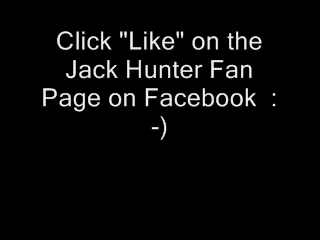 Click "Like" on the
Jack Hunter Fan
Page on Facebook  :
-)